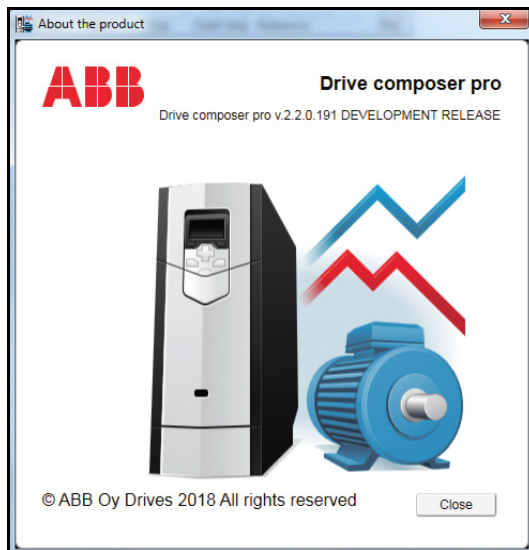 About the product
ABB
Drive composer pro
Drive composer pro v.2.2.0.191 DEVELOPMENT RELEASE
© ABB Oy Drives 2018 All rights reserved
Close